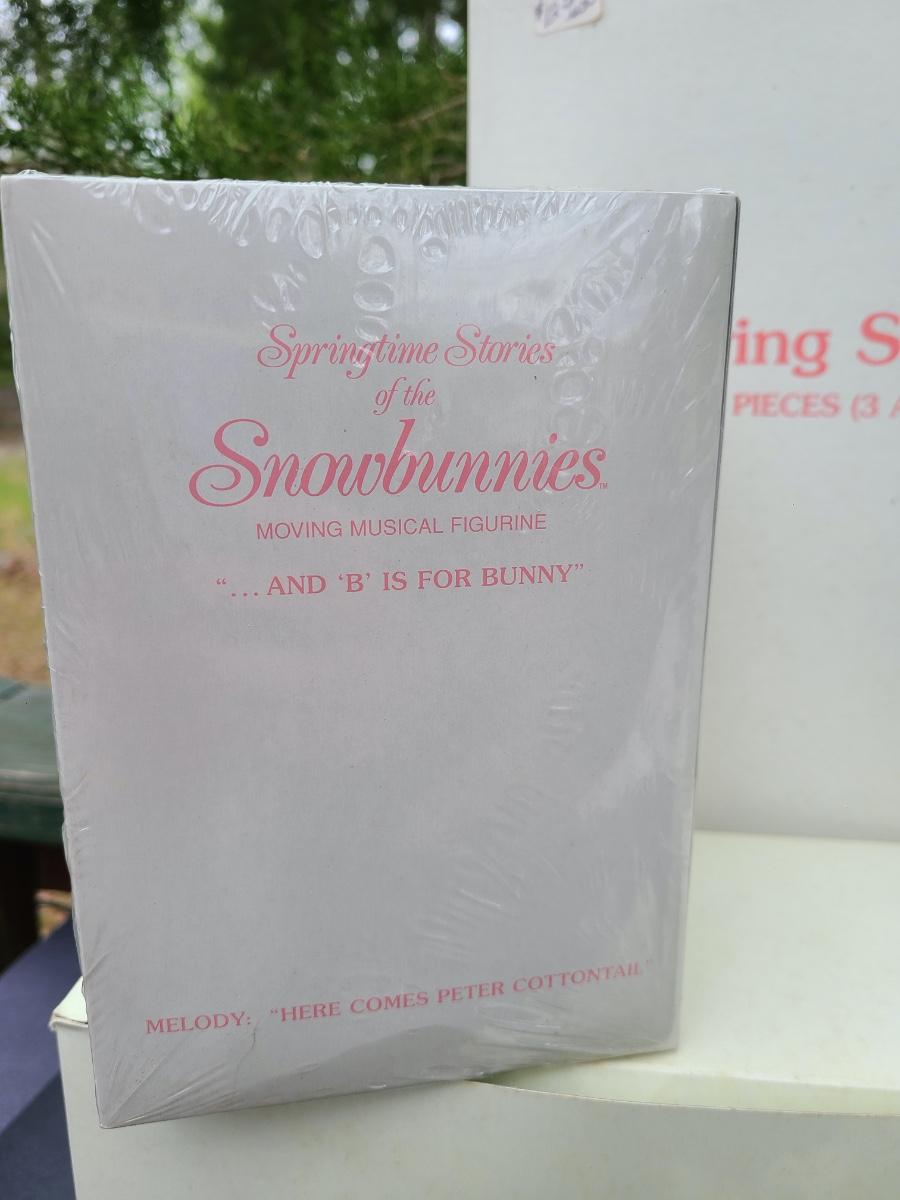 Springtime Stories
of the
Snowbunnies™
MOVING MUSICAL FIGURINE
“...AND ‘B’ IS FOR BUNNY”
MELODY: “HERE COMES PETER COTTONTAIL”
ing S
PIECES (3